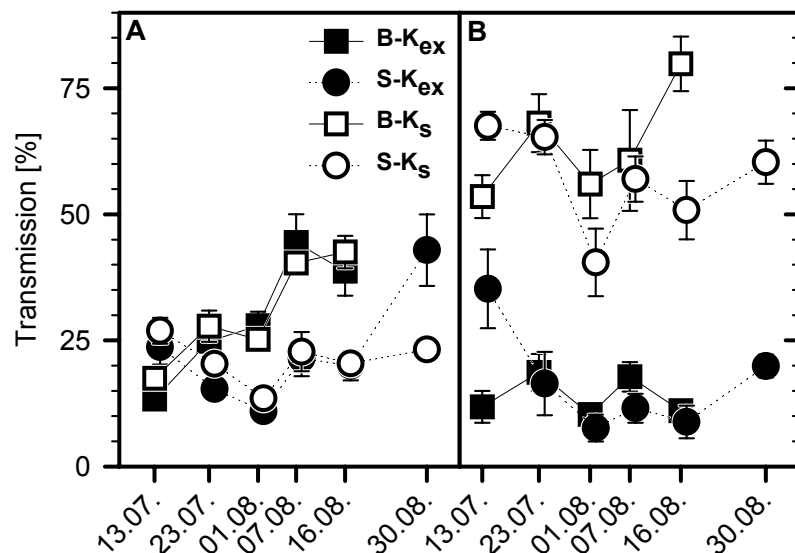 A
B
B-Kex
S-Kex
B-Ks
S-Ks
Transmission [%]
75
50
25
0
13.07.
23.07.
01.08.
07.08.
16.08.
30.08.
13.07.
23.07.
01.08.
07.08.
16.08.
30.08.